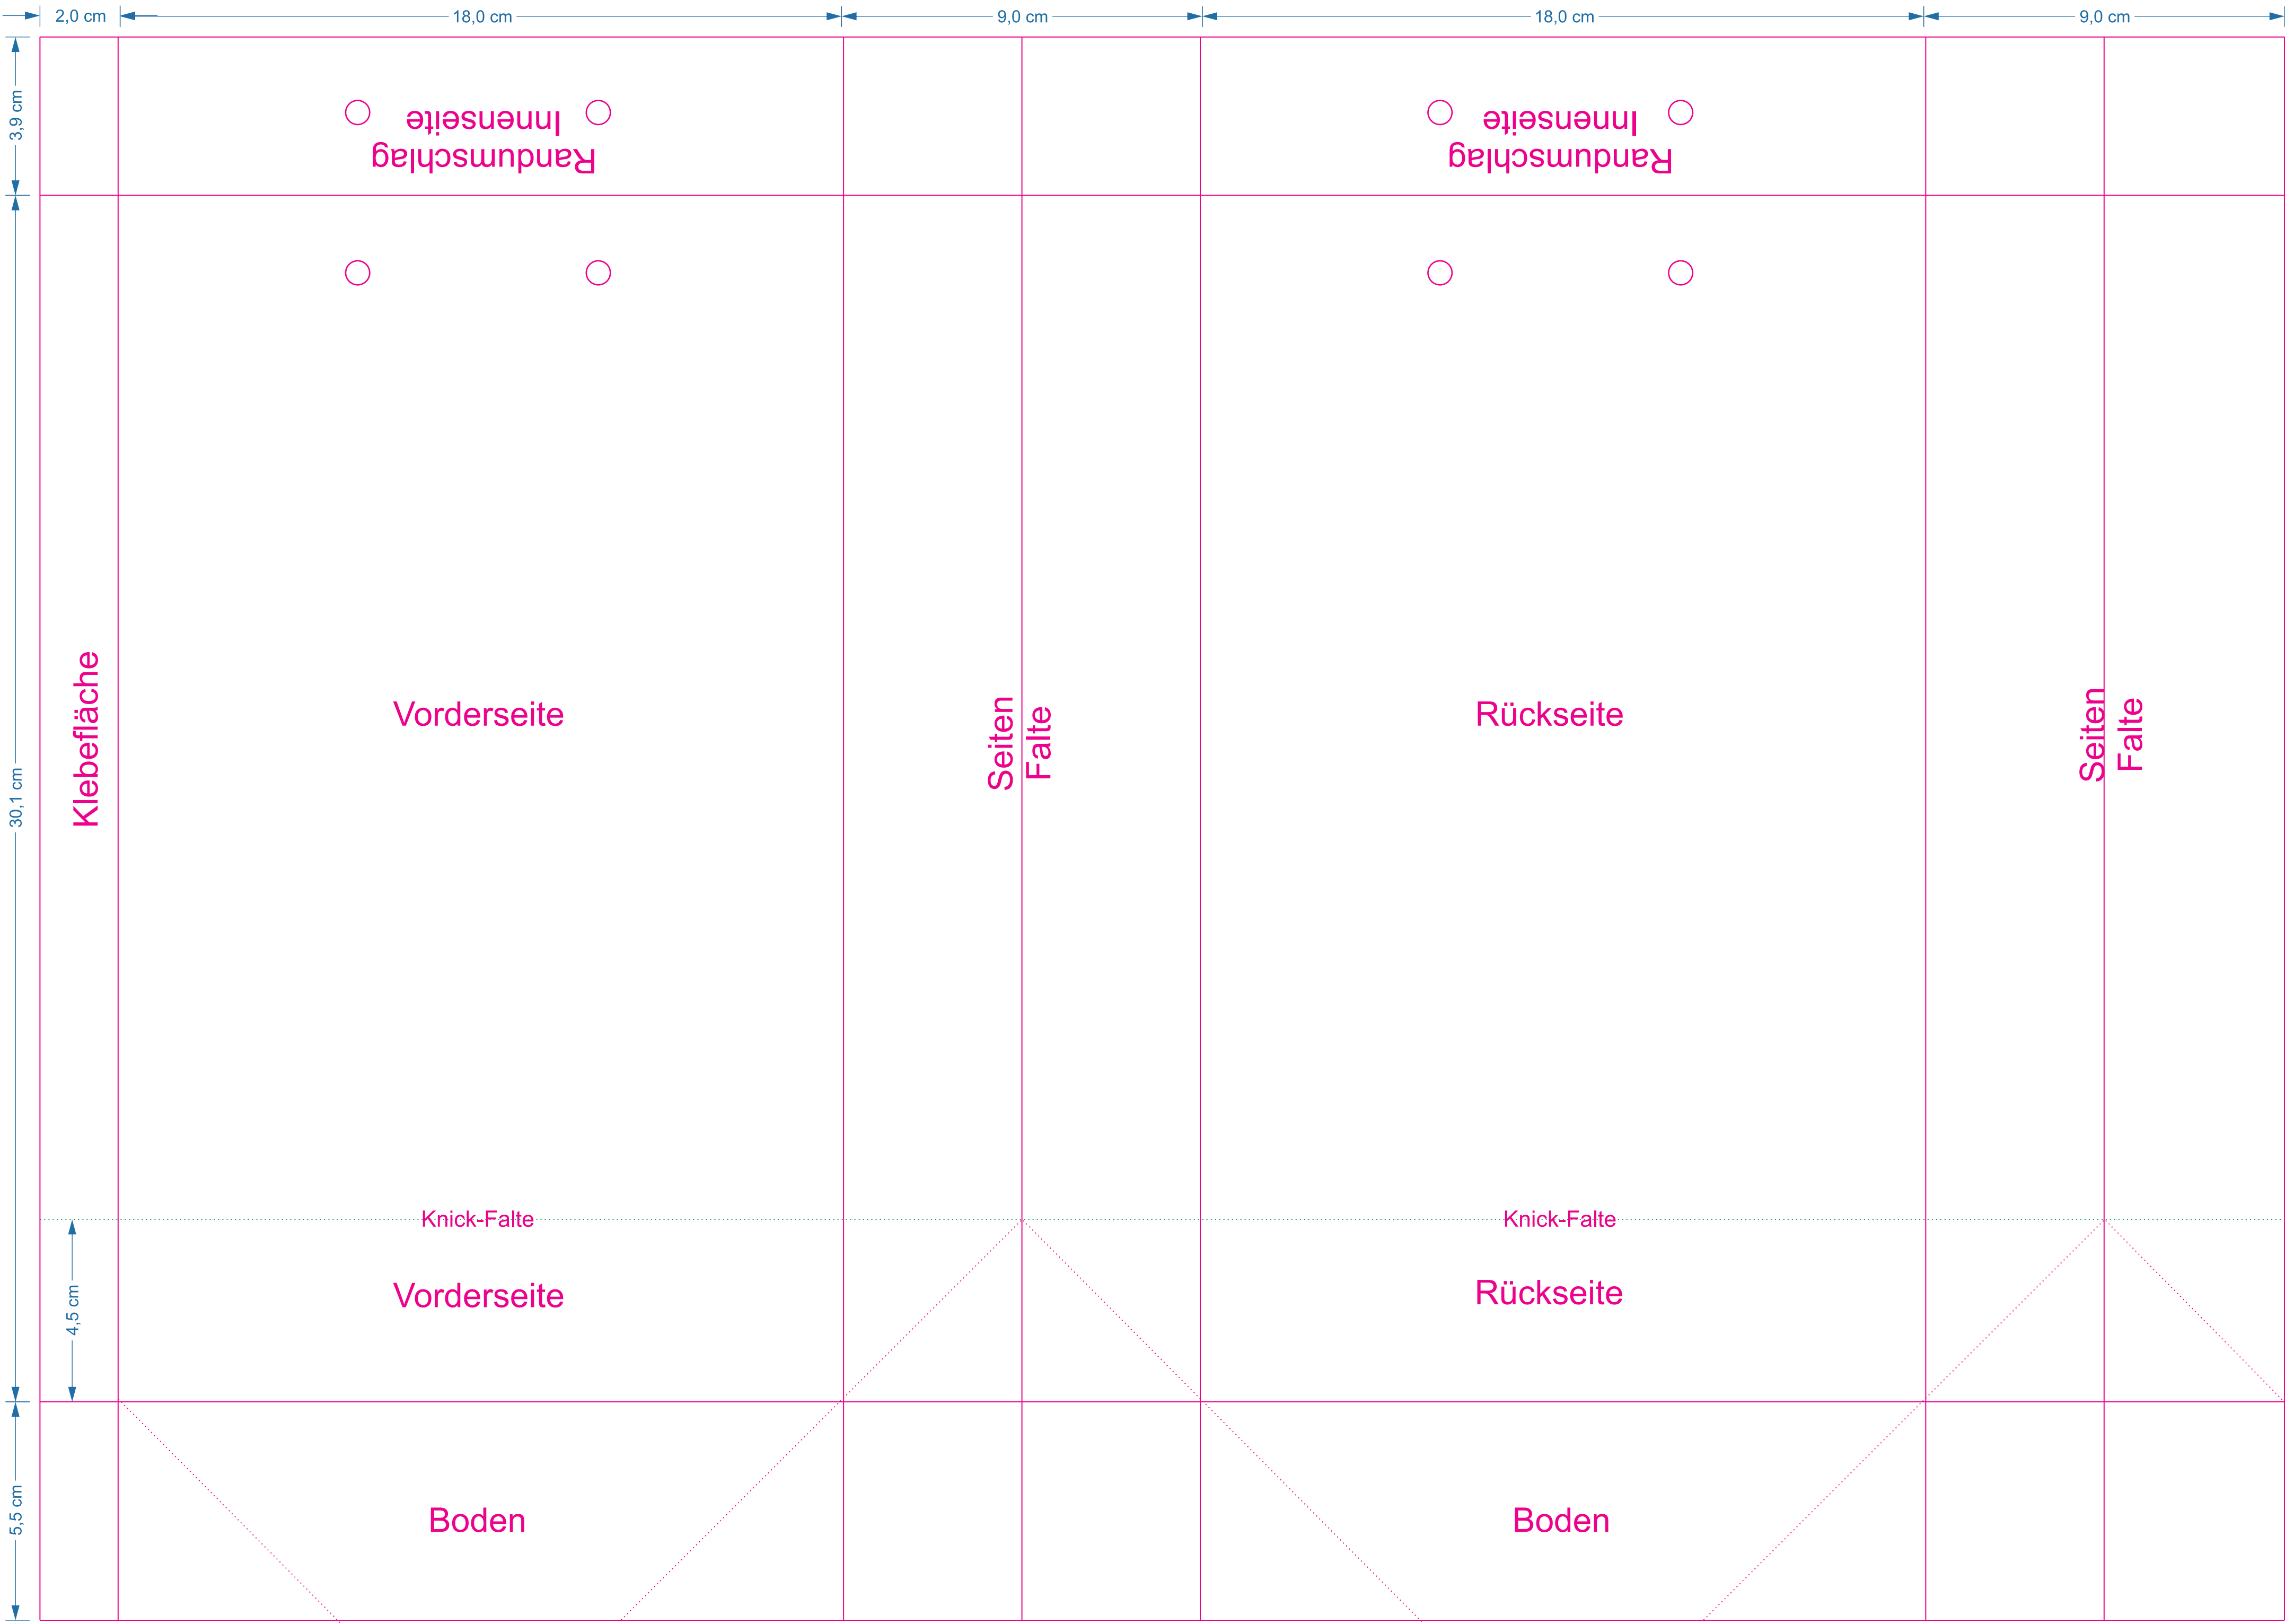 2,0 cm
18,0 cm
9,0 cm
18,0 cm
9,0 cm
3,9 cm
Randumschlag
Innenseite
Randumschlag
Innenseite
30,1 cm
Klebefläche
Vorderseite
Seiten
Falte
Rückseite
Seiten
Falte
Knick-Falte
Knick-Falte
4,5 cm
Vorderseite
Rückseite
5,5 cm
Boden
Boden